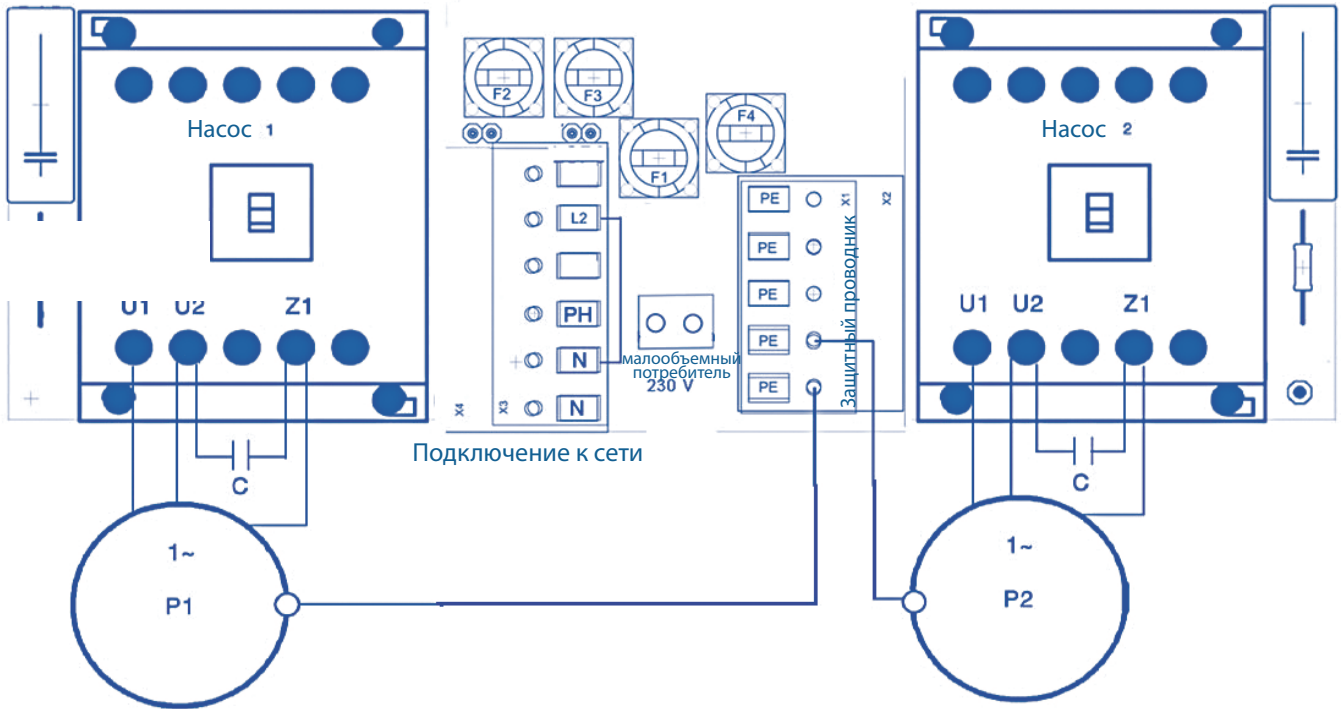 Насос 1
U1 U2 Z1
C
1~
P1
F2
F3
F1
F4
L2
PH
N
N
X4
X3
Подключение к сети
малообъемный
потребитель
230 V
PE
PE
PE
PE
PE
X1
X2
Защитный проводник
Насос 2
U1 U2 Z1
C
1~
P2